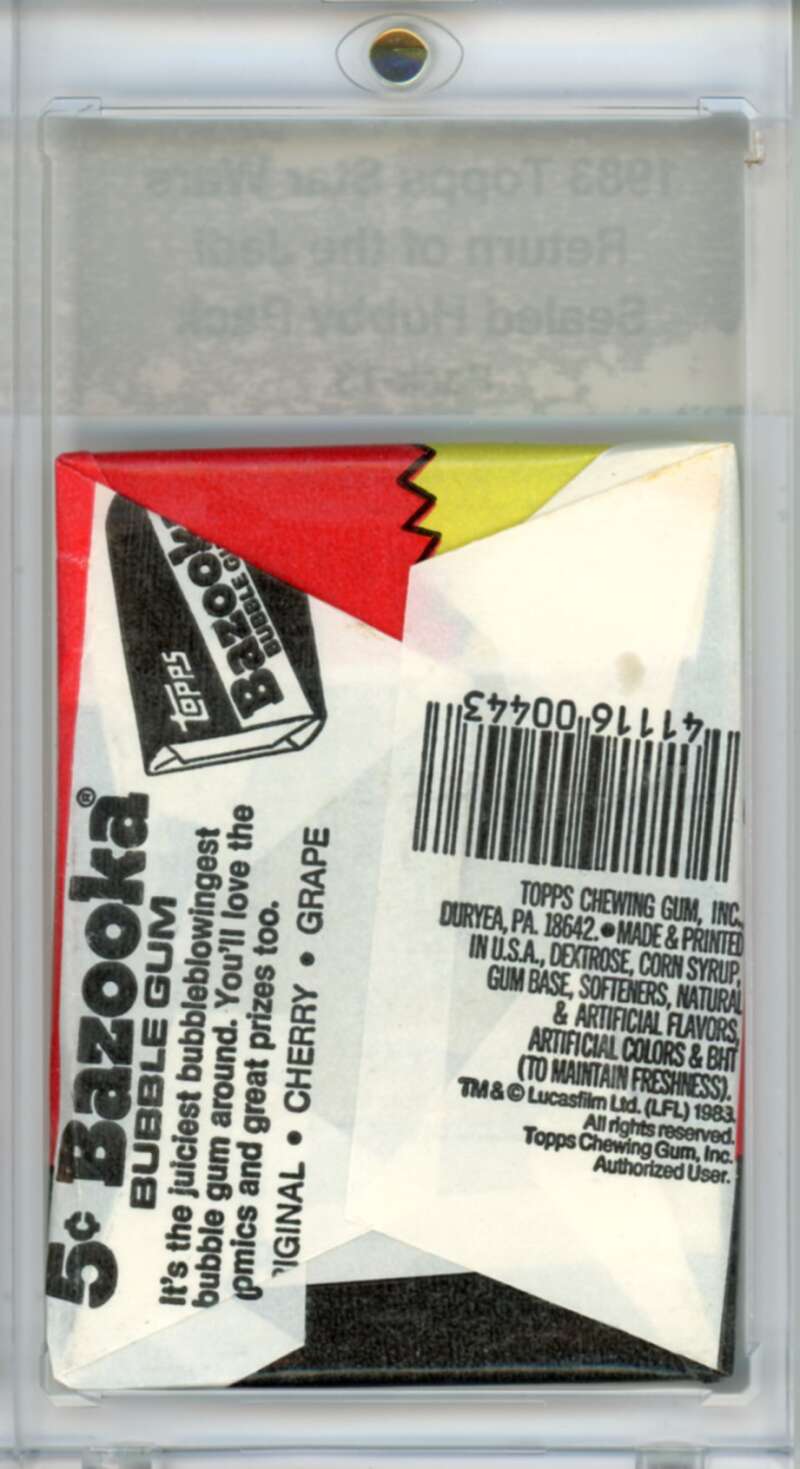 1983 Topps Star Wars
Return of the Jedi
Sealed Hobby Pack
topps
Bazooka
BUBBLE GU
5¢ Bazooka®
BUBBLE GUM
It's the juiciest bubbleblowingest
bubble gum around. You'll love the
omics and great prizes too.
IGINAL • CHERRY • GRAPE
41116 00443
TOPPS CHEWING GUM, INC.,
DURYEA, PA. 18642. • MADE & PRINTED
IN U.S.A., DEXTROSE, CORN SYRUP,
GUM BASE, SOFTENERS, NATURAL
& ARTIFICIAL FLAVORS,
ARTIFICIAL COLORS & BHT
(TO MAINTAIN FRESHNESS).
TM & © Lucasfilm Ltd. (LFL) 1983.
All rights reserved.
Topps Chewing Gum, Inc.
Authorized User.